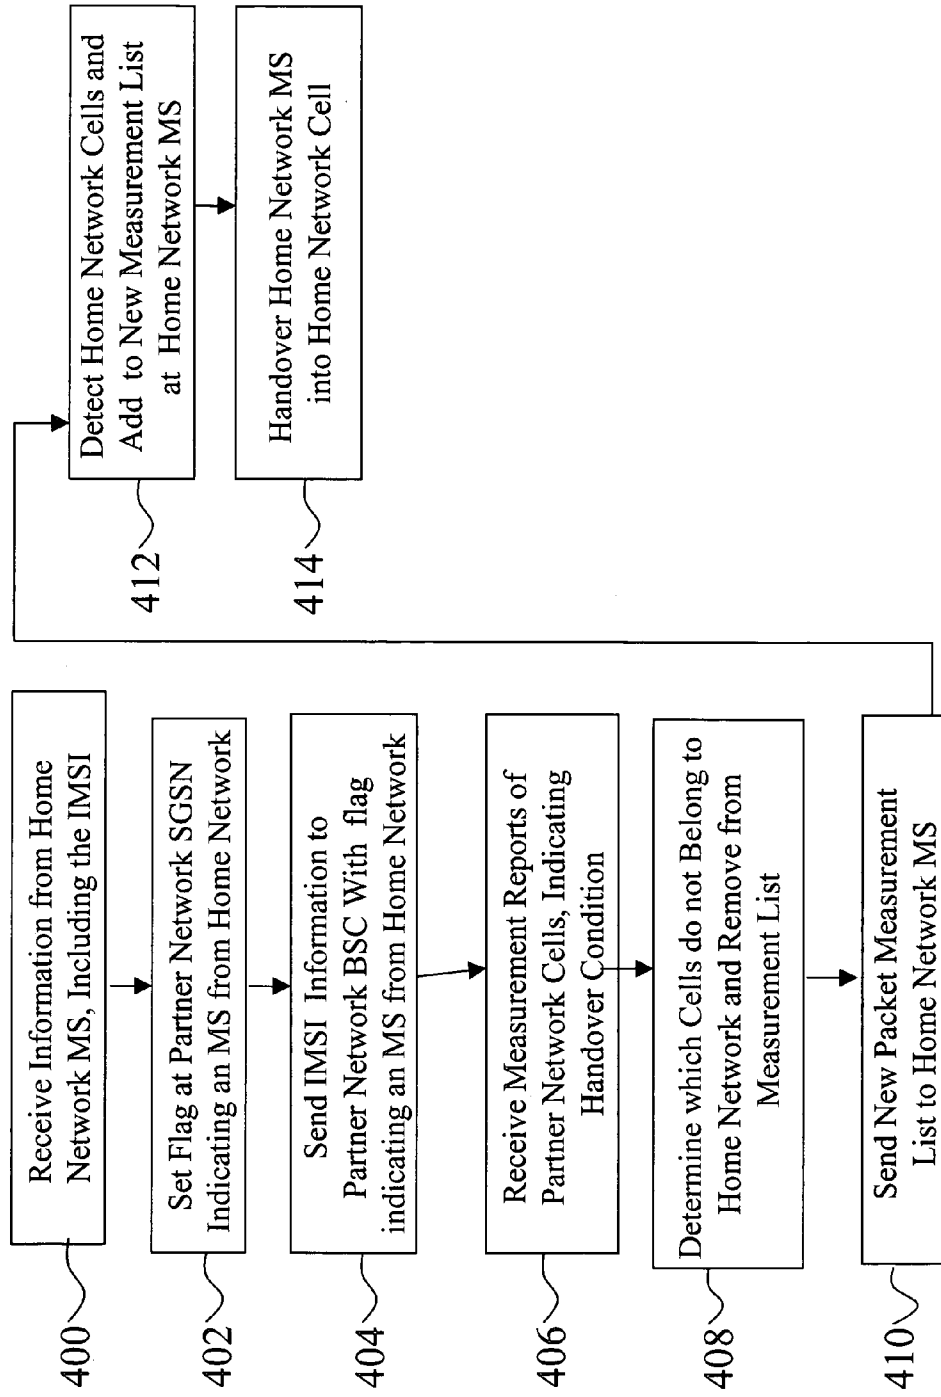 400
Receive Information from Home
Network MS, Including the IMSI
402
Set Flag at Partner Network SGSN
Indicating an MS from Home Network
404
Send IMSI Information to
Partner Network BSC With flag
indicating an MS from Home Network
406
Receive Measurement Reports of
Partner Network Cells, Indicating
Handover Condition
408
Determine which Cells do not Belong to
Home Network and Remove from
Measurement List
410
Send New Packet Measurement
List to Home Network MS
412
Detect Home Network Cells and
Add to New Measurement List
at Home Network MS
414
Handover Home Network MS
into Home Network Cell